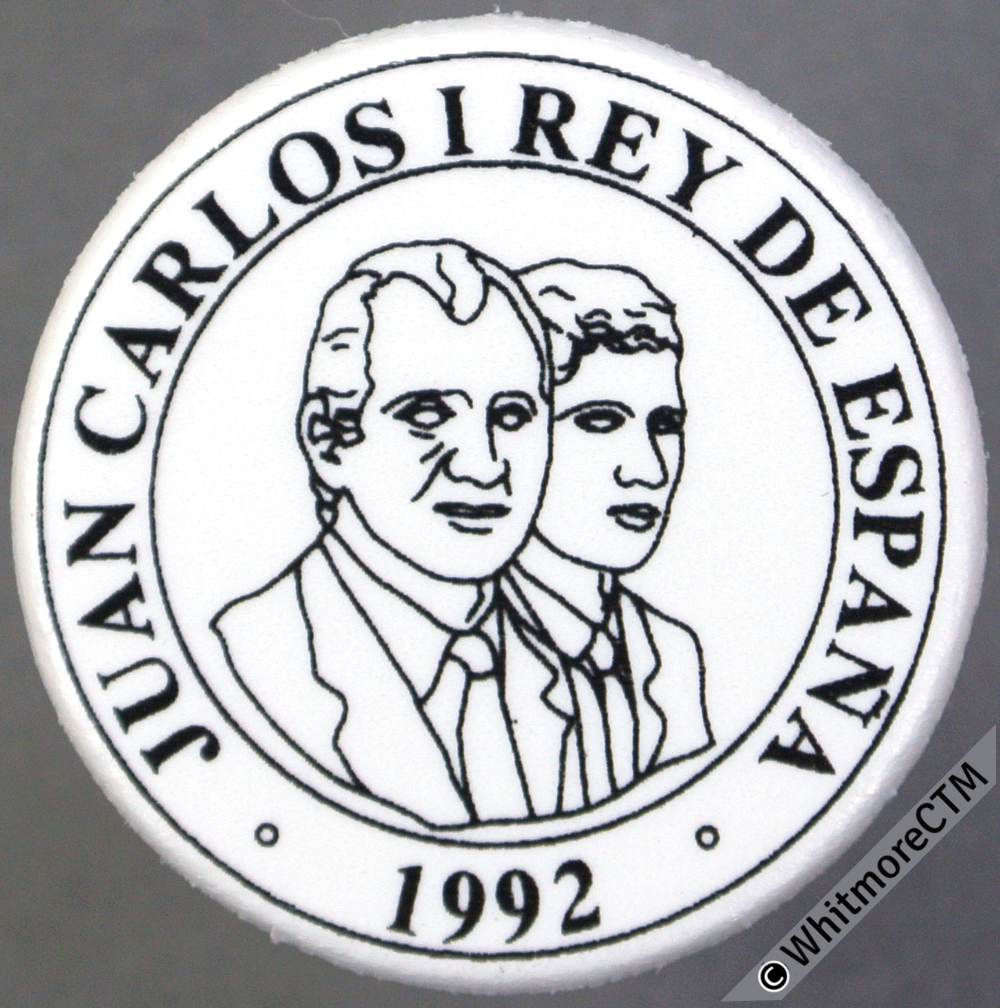 JUAN CARLOS I REY DE ESPAÑA
1992
© WhitmoreCTM